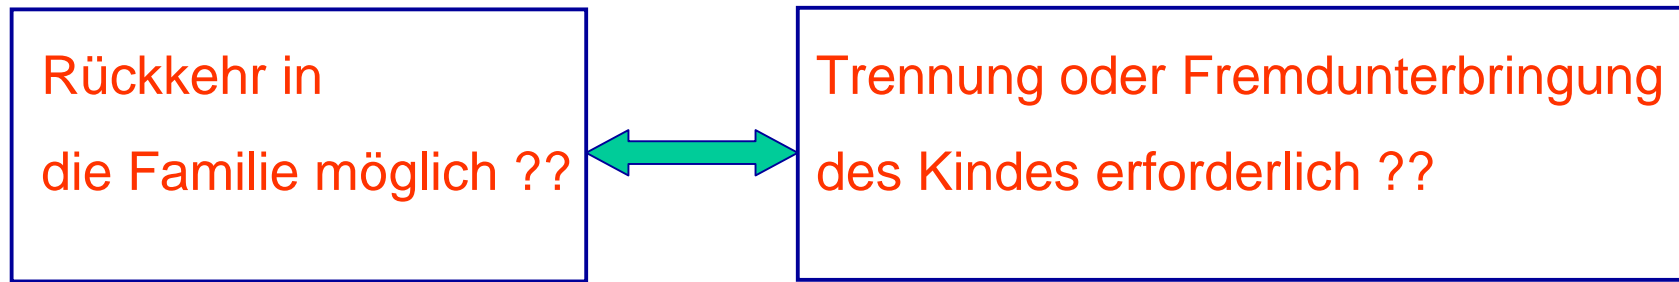 Rückkehr in
die Familie möglich ??
Trennung oder Fremdunterbringung
des Kindes erforderlich ??